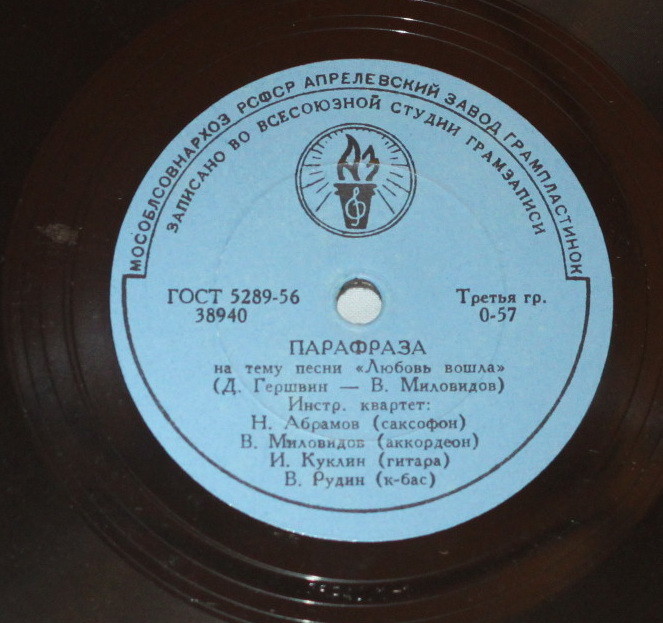 МОСОБЛСОВНАРХОЗ РСФСР АПРЕЛЕВСКИЙ ЗАВОД ГРАМПЛАСТИНОК
ЗАПИСАНО ВО ВСЕСОЮЗНОЙ СТУДИИ ГРАМЗАПИСИ
ГОСТ 5289-56
38940
Третья гр.
0-57
ПАРАФРАЗА
на тему песни «Любовь вошла»
(Д. Гершвин — В. Миловидов)
Инстр. квартет:
Н. Абрамов (саксофон)
В. Миловидов (аккордеон)
И. Куклин (гитара)
В. Рудин (к-бас)